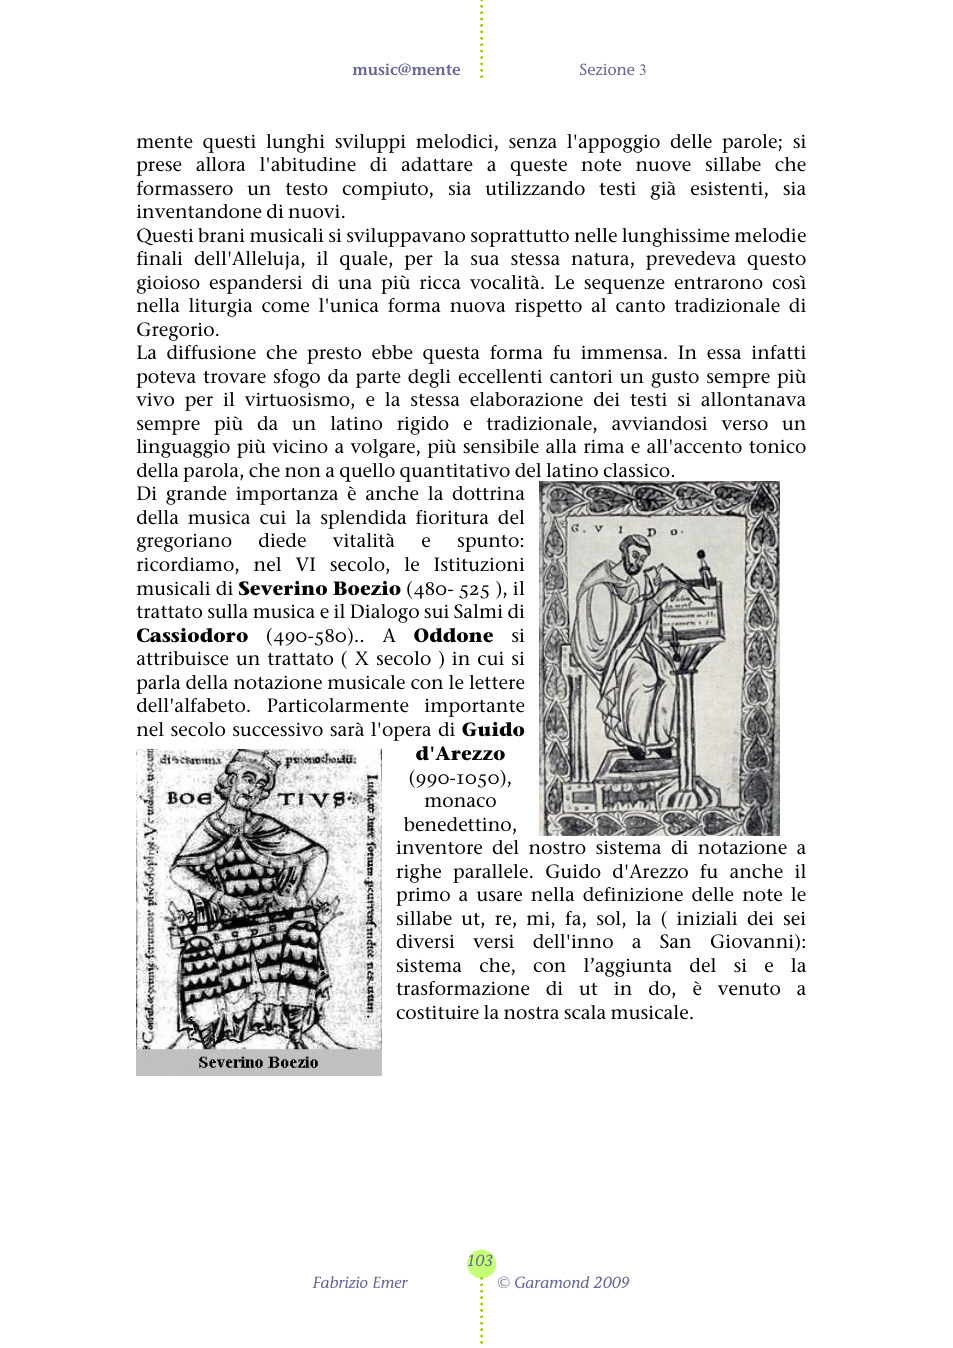 music@mente
Sezione 3
mente questi lunghi sviluppi melodici, senza l'appoggio delle parole; si
prese allora l'abitudine di adattare a queste note nuove sillabe che
formassero un testo compiuto, sia utilizzando testi già esistenti, sia
inventandone di nuovi.
Questi brani musicali si sviluppavano soprattutto nelle lunghissime melodie
finali dell'Alleluja, il quale, per la sua stessa natura, prevedeva questo
gioioso espandersi di una più ricca vocalità. Le sequenze entrarono così
nella liturgia come l'unica forma nuova rispetto al canto tradizionale di
Gregorio.
La diffusione che presto ebbe questa forma fu immensa. In essa infatti
poteva trovare sfogo da parte degli eccellenti cantori un gusto sempre più
vivo per il virtuosismo, e la stessa elaborazione dei testi si allontanava
sempre più da un latino rigido e tradizionale, avviandosi verso un
linguaggio più vicino a volgare, più sensibile alla rima e all'accento tonico
della parola, che non a quello quantitativo del latino classico.
Di grande importanza è anche la dottrina
della musica cui la splendida fioritura del
gregoriano diede vitalità e spunto:
ricordiamo, nel VI secolo, le Istituzioni
musicali di Severino Boezio (480- 525 ), il
trattato sulla musica e il Dialogo sui Salmi di
Cassiodoro (490-580).. A Oddone si
attribuisce un trattato ( X secolo ) in cui si
parla della notazione musicale con le lettere
dell'alfabeto. Particolarmente importante
nel secolo successivo sarà l'opera di Guido
d'Arezzo
(990-1050),
monaco
benedettino,
inventore del nostro sistema di notazione a
righe parallele. Guido d'Arezzo fu anche il
primo a usare nella definizione delle note le
sillabe ut, re, mi, fa, sol, la ( iniziali dei sei
diversi versi dell'inno a San Giovanni):
sistema che, con l’aggiunta del si e la
trasformazione di ut in do, è venuto a
costituire la nostra scala musicale.
G. VIDO.
BOETIVS
B C D G
Severino Boezio
103
Fabrizio Emer
© Garamond 2009